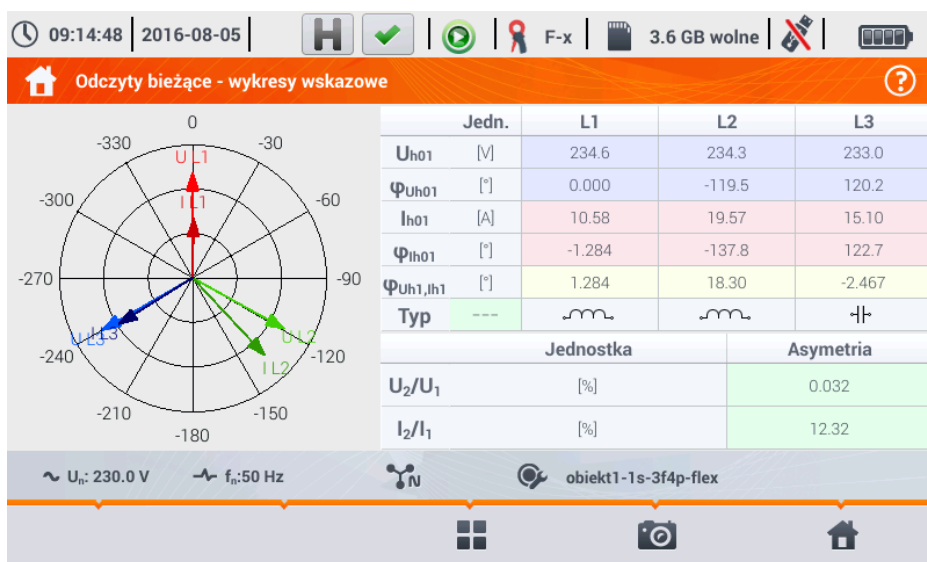 09:14:48 2016-08-05 H F-x 3.6 GB wolne
Odczyty bieżące - wykresy wskazowe ?
0
-330 -30
U L1
-300 I L1 -60
-270 -90
U L3 I L3 U L2
-240 I L2 -120
-210 -150
-180
Jedn. L1 L2 L3
Uh01 [V] 234.6 234.3 233.0
φUh01 [°] 0.000 -119.5 120.2
Ih01 [A] 10.58 19.57 15.10
φIh01 [°] -1.284 -137.8 122.7
φUh1,Ih1 [°] 1.284 18.30 -2.467
Typ ---
Jednostka Asymetria
U₂/U₁ [%] 0.032
I₂/I₁ [%] 12.32
Uₙ: 230.0 V fₙ:50 Hz N obiekt1-1s-3f4p-flex